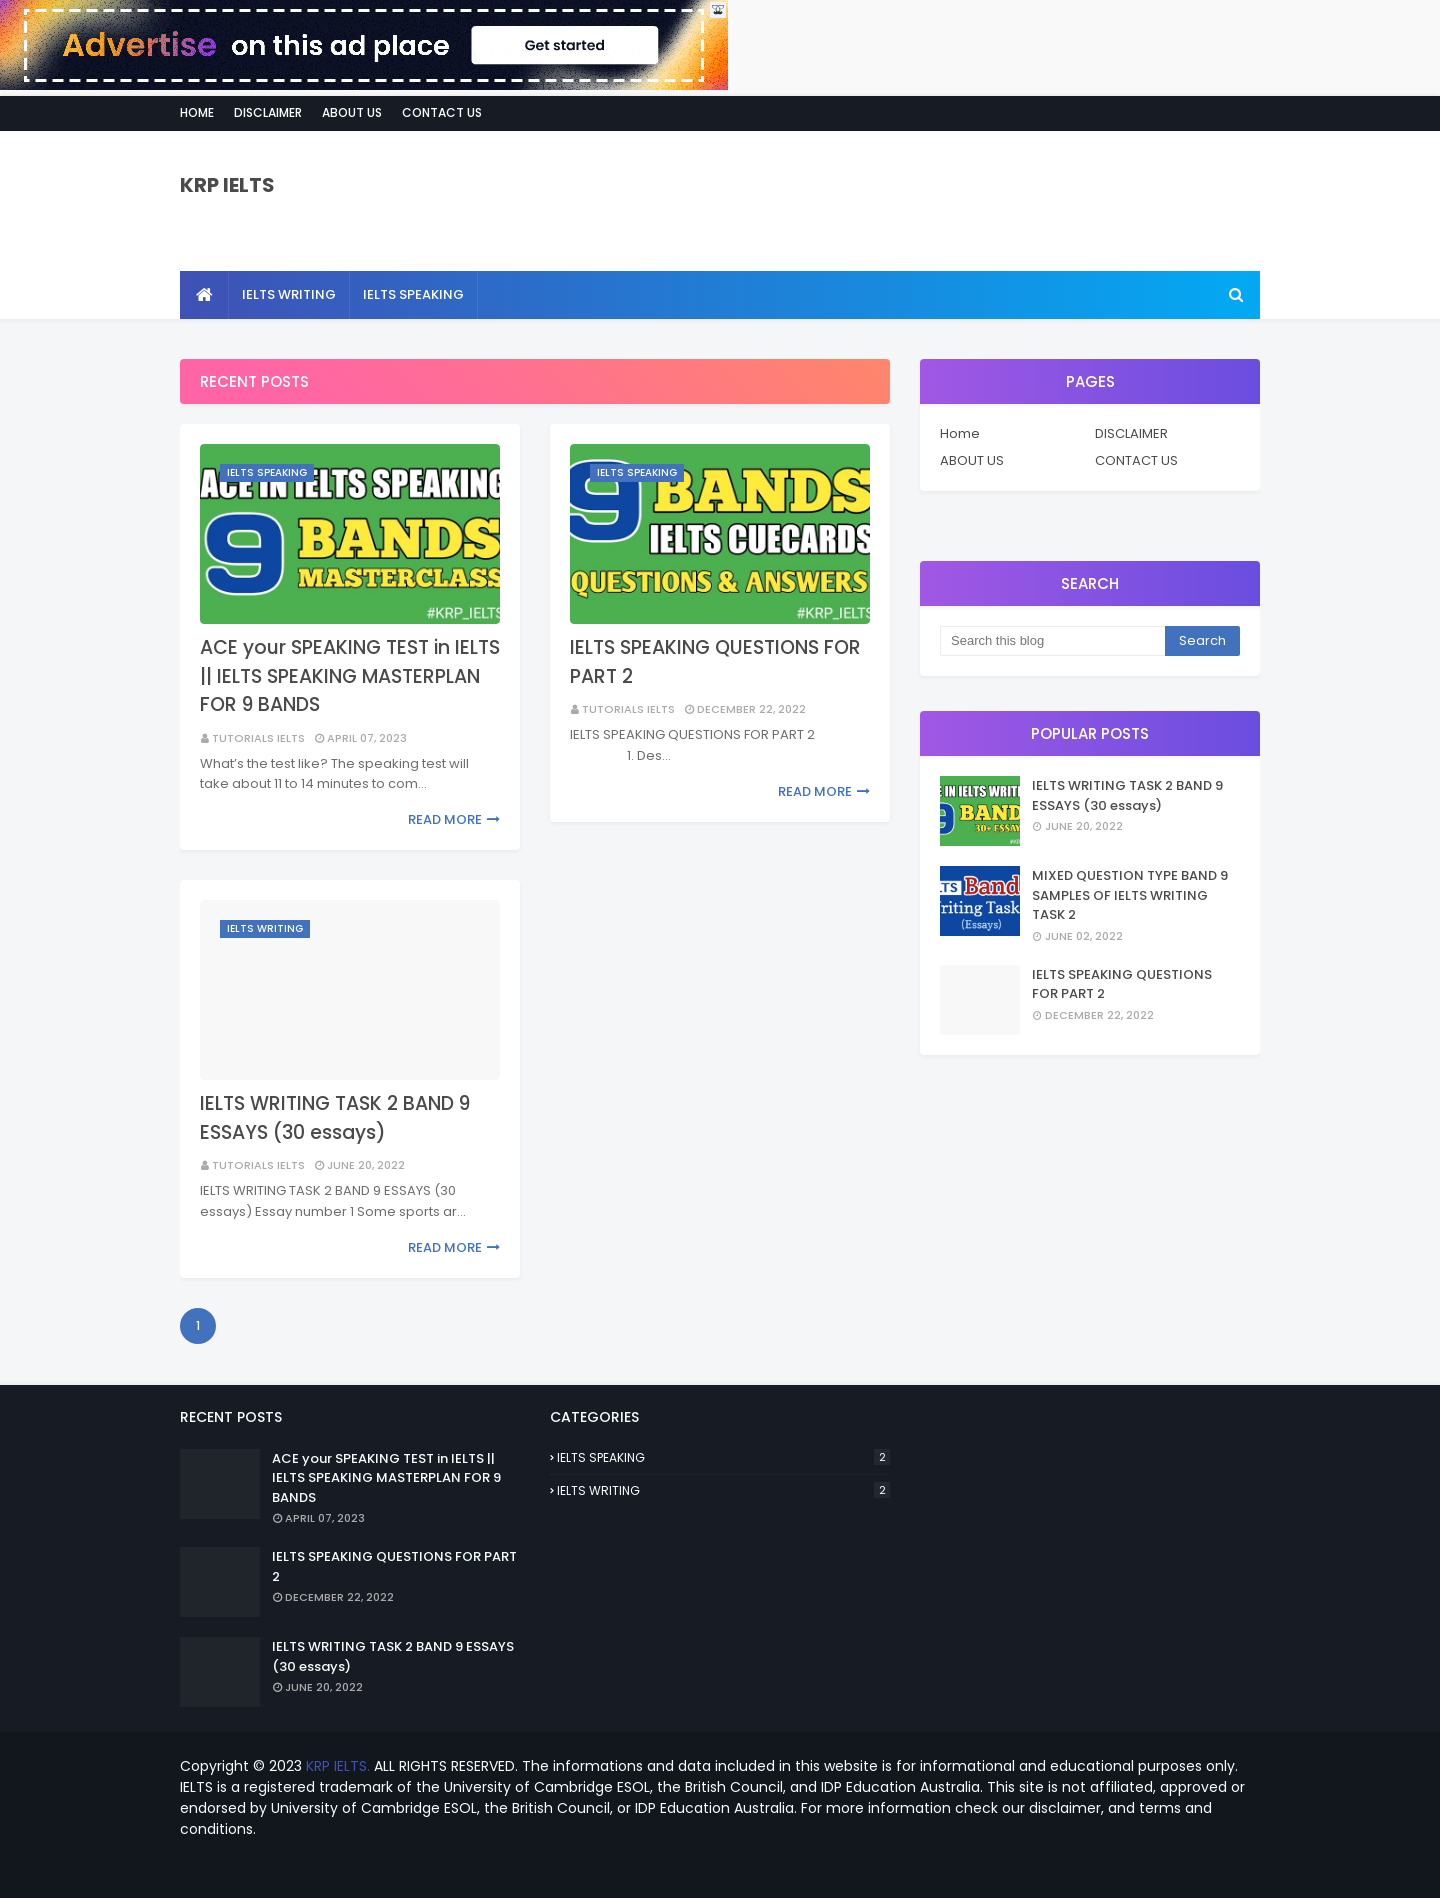 Advertise on this ad place
Get started
HOME
DISCLAIMER
ABOUT US
CONTACT US
KRP IELTS
IELTS WRITING
IELTS SPEAKING
RECENT POSTS
IELTS SPEAKING
ACE IN IELTS SPEAKING
9 BANDS
MASTERCLASS
#KRP_IELTS
ACE your SPEAKING TEST in IELTS
|| IELTS SPEAKING MASTERPLAN
FOR 9 BANDS
TUTORIALS IELTS
APRIL 07, 2023
What's the test like? The speaking test will
take about 11 to 14 minutes to com...
READ MORE
IELTS SPEAKING
9 BANDS
IELTS CUECARDS
QUESTIONS & ANSWERS
#KRP_IELTS
IELTS SPEAKING QUESTIONS FOR
PART 2
TUTORIALS IELTS
DECEMBER 22, 2022
IELTS SPEAKING QUESTIONS FOR PART 2
1. Des...
READ MORE
IELTS WRITING
IELTS WRITING TASK 2 BAND 9
ESSAYS (30 essays)
TUTORIALS IELTS
JUNE 20, 2022
IELTS WRITING TASK 2 BAND 9 ESSAYS (30
essays) Essay number 1 Some sports ar...
READ MORE
1
PAGES
Home
DISCLAIMER
ABOUT US
CONTACT US
SEARCH
Search this blog
Search
POPULAR POSTS
E IN IELTS WRITI
9 BAND
30+ ESSAY
IELTS WRITING TASK 2 BAND 9
ESSAYS (30 essays)
JUNE 20, 2022
LTS Band
riting Task
(Essays)
MIXED QUESTION TYPE BAND 9
SAMPLES OF IELTS WRITING
TASK 2
JUNE 02, 2022
IELTS SPEAKING QUESTIONS
FOR PART 2
DECEMBER 22, 2022
RECENT POSTS
ACE your SPEAKING TEST in IELTS ||
IELTS SPEAKING MASTERPLAN FOR 9
BANDS
APRIL 07, 2023
IELTS SPEAKING QUESTIONS FOR PART
2
DECEMBER 22, 2022
IELTS WRITING TASK 2 BAND 9 ESSAYS
(30 essays)
JUNE 20, 2022
CATEGORIES
IELTS SPEAKING 2
IELTS WRITING 2
Copyright © 2023 KRP IELTS. ALL RIGHTS RESERVED. The informations and data included in this website is for informational and educational purposes only.
IELTS is a registered trademark of the University of Cambridge ESOL, the British Council, and IDP Education Australia. This site is not affiliated, approved or
endorsed by University of Cambridge ESOL, the British Council, or IDP Education Australia. For more information check our disclaimer, and terms and
conditions.